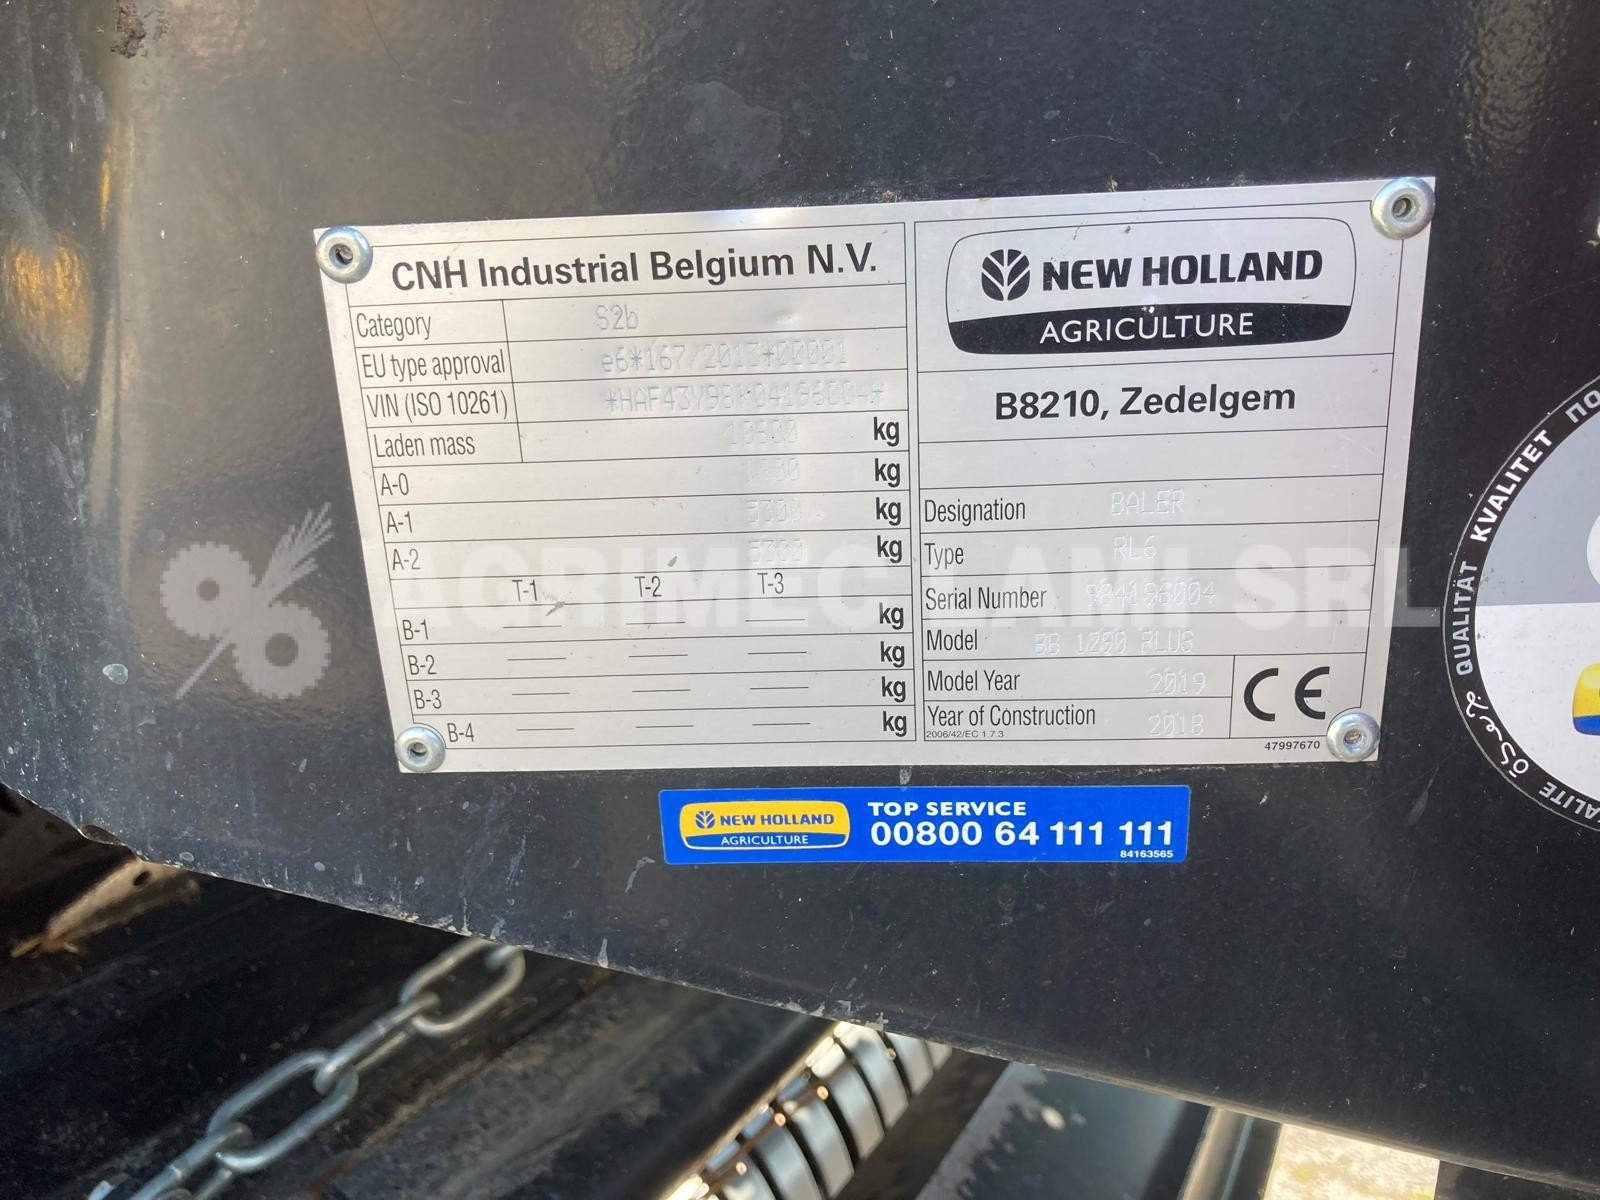 CNH Industrial Belgium N.V.
Category S2b
EU type approval e6*167/2013*00001
VIN (ISO 10261)
Laden mass kg
A-0 kg
A-1 kg
A-2 kg
T-1 T-2 T-3
B-1 kg
B-2 kg
B-3 kg
B-4 kg
NEW HOLLAND
AGRICULTURE
B8210, Zedelgem
Designation BALER
Type RL6
Serial Number 984196004
Model BB 1290 PLUS
Model Year 2019
Year of Construction 2018
2006/42/EC 1.7.3
CE
47997670
AGRIMEC LAMI SRL
NEW HOLLAND
AGRICULTURE
TOP SERVICE
00800 64 111 111
84163565
QUALITÄT KVALITET